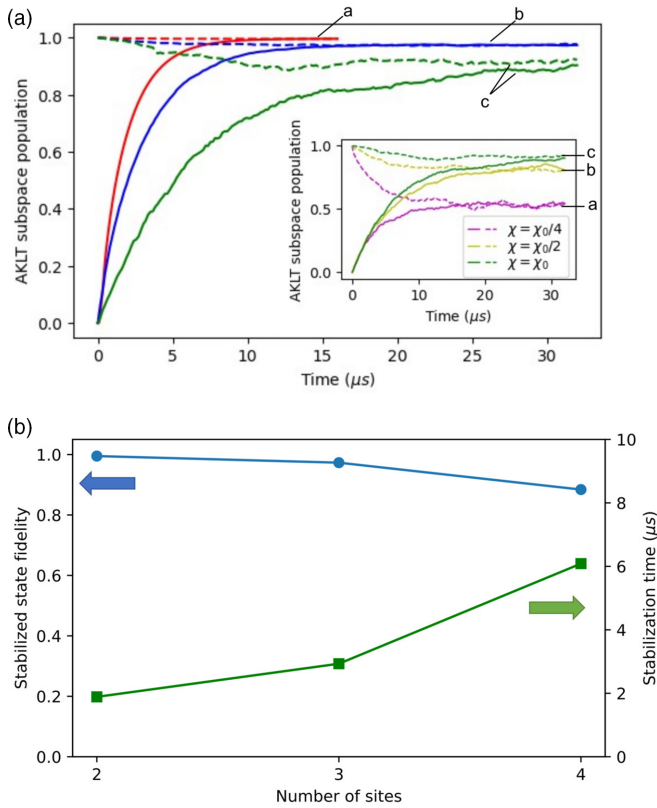 (a)
a
b
1.0
0.8
0.6
0.4
0.2
0.0
AKLT subspace population
c
1.0
0.5
0.0
AKLT subspace population
c
b
a
χ = χ₀/4
χ = χ₀/2
χ = χ₀
0 10 20 30
Time (μs)
0 5 10 15 20 25 30
Time (μs)
(b)
1.0
0.8
0.6
0.4
0.2
0.0
Stabilized state fidelity
10
8
6
4
2
0
Stabilization time (μs)
2 3 4
Number of sites